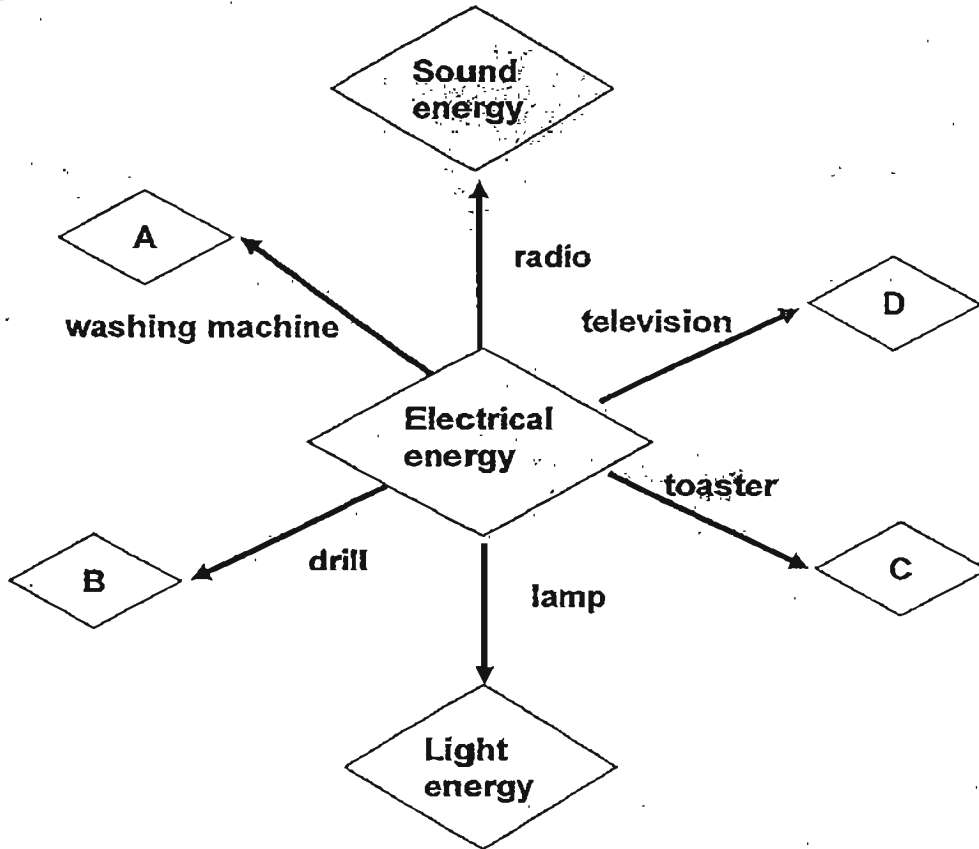 Sound
energy
A
radio
D
washing machine
television
Electrical
energy
toaster
B
drill
C
lamp
Light
energy